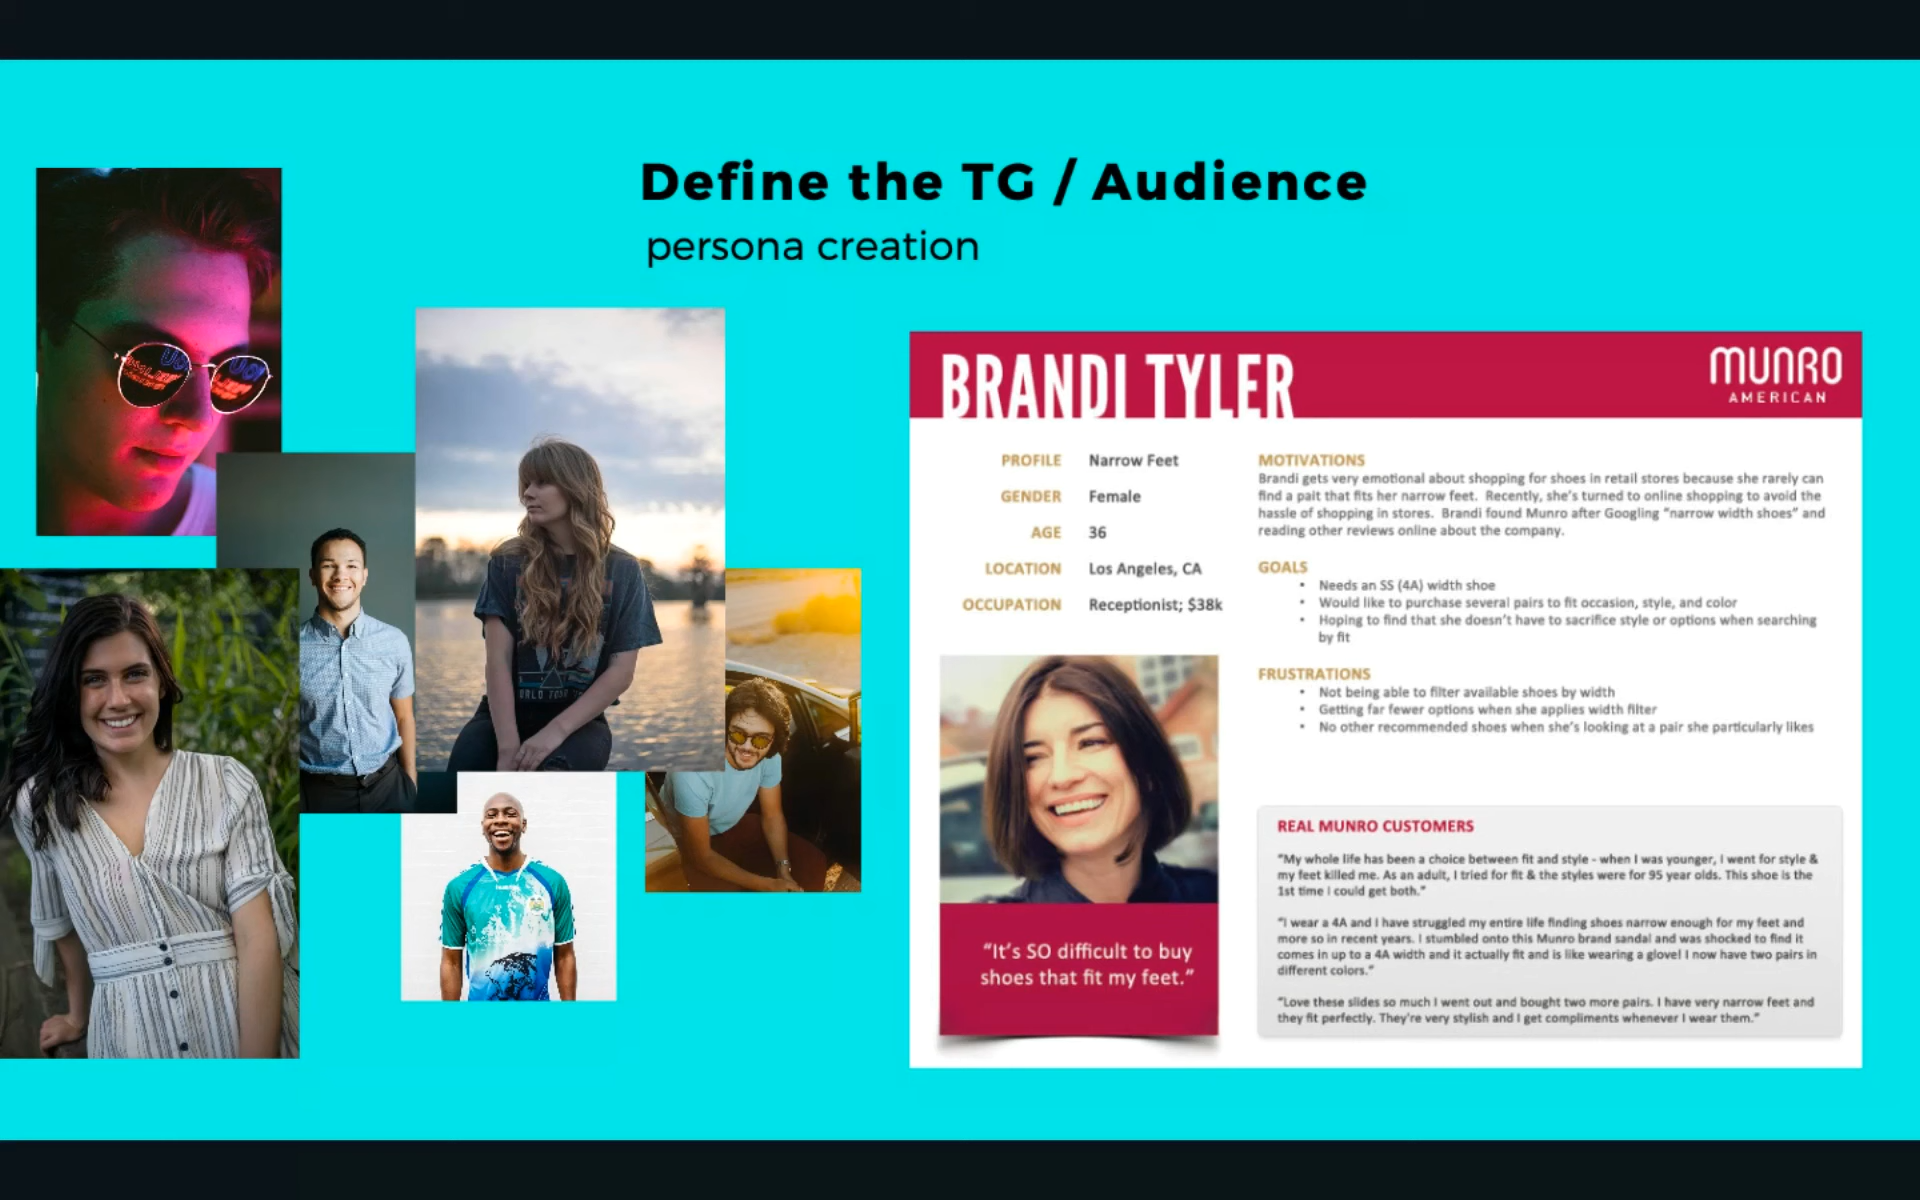 Define the TG / Audience
persona creation
BRANDI TYLER
MUNRO
AMERICAN
PROFILE Narrow Feet
GENDER Female
AGE 36
LOCATION Los Angeles, CA
OCCUPATION Receptionist; $38k
MOTIVATIONS
Brandi gets very emotional about shopping for shoes in retail stores because she rarely can
find a pait that fits her narrow feet. Recently, she's turned to online shopping to avoid the
hassle of shopping in stores. Brandi found Munro after Googling "narrow width shoes" and
reading other reviews online about the company.
GOALS
• Needs an SS (4A) width shoe
• Would like to purchase several pairs to fit occasion, style, and color
• Hoping to find that she doesn't have to sacrifice style or options when searching
by fit
FRUSTRATIONS
• Not being able to filter available shoes by width
• Getting far fewer options when she applies width filter
• No other recommended shoes when she's looking at a pair she particularly likes
"It's SO difficult to buy
shoes that fit my feet."
REAL MUNRO CUSTOMERS
"My whole life has been a choice between fit and style - when I was younger, I went for style &
my feet killed me. As an adult, I tried for fit & the styles were for 95 year olds. This shoe is the
1st time I could get both."
"I wear a 4A and I have struggled my entire life finding shoes narrow enough for my feet and
more so in recent years. I stumbled onto this Munro brand sandal and was shocked to find it
comes in up to a 4A width and it actually fit and is like wearing a glove! I now have two pairs in
different colors."
"Love these slides so much I went out and bought two more pairs. I have very narrow feet and
they fit perfectly. They're very stylish and I get compliments whenever I wear them."